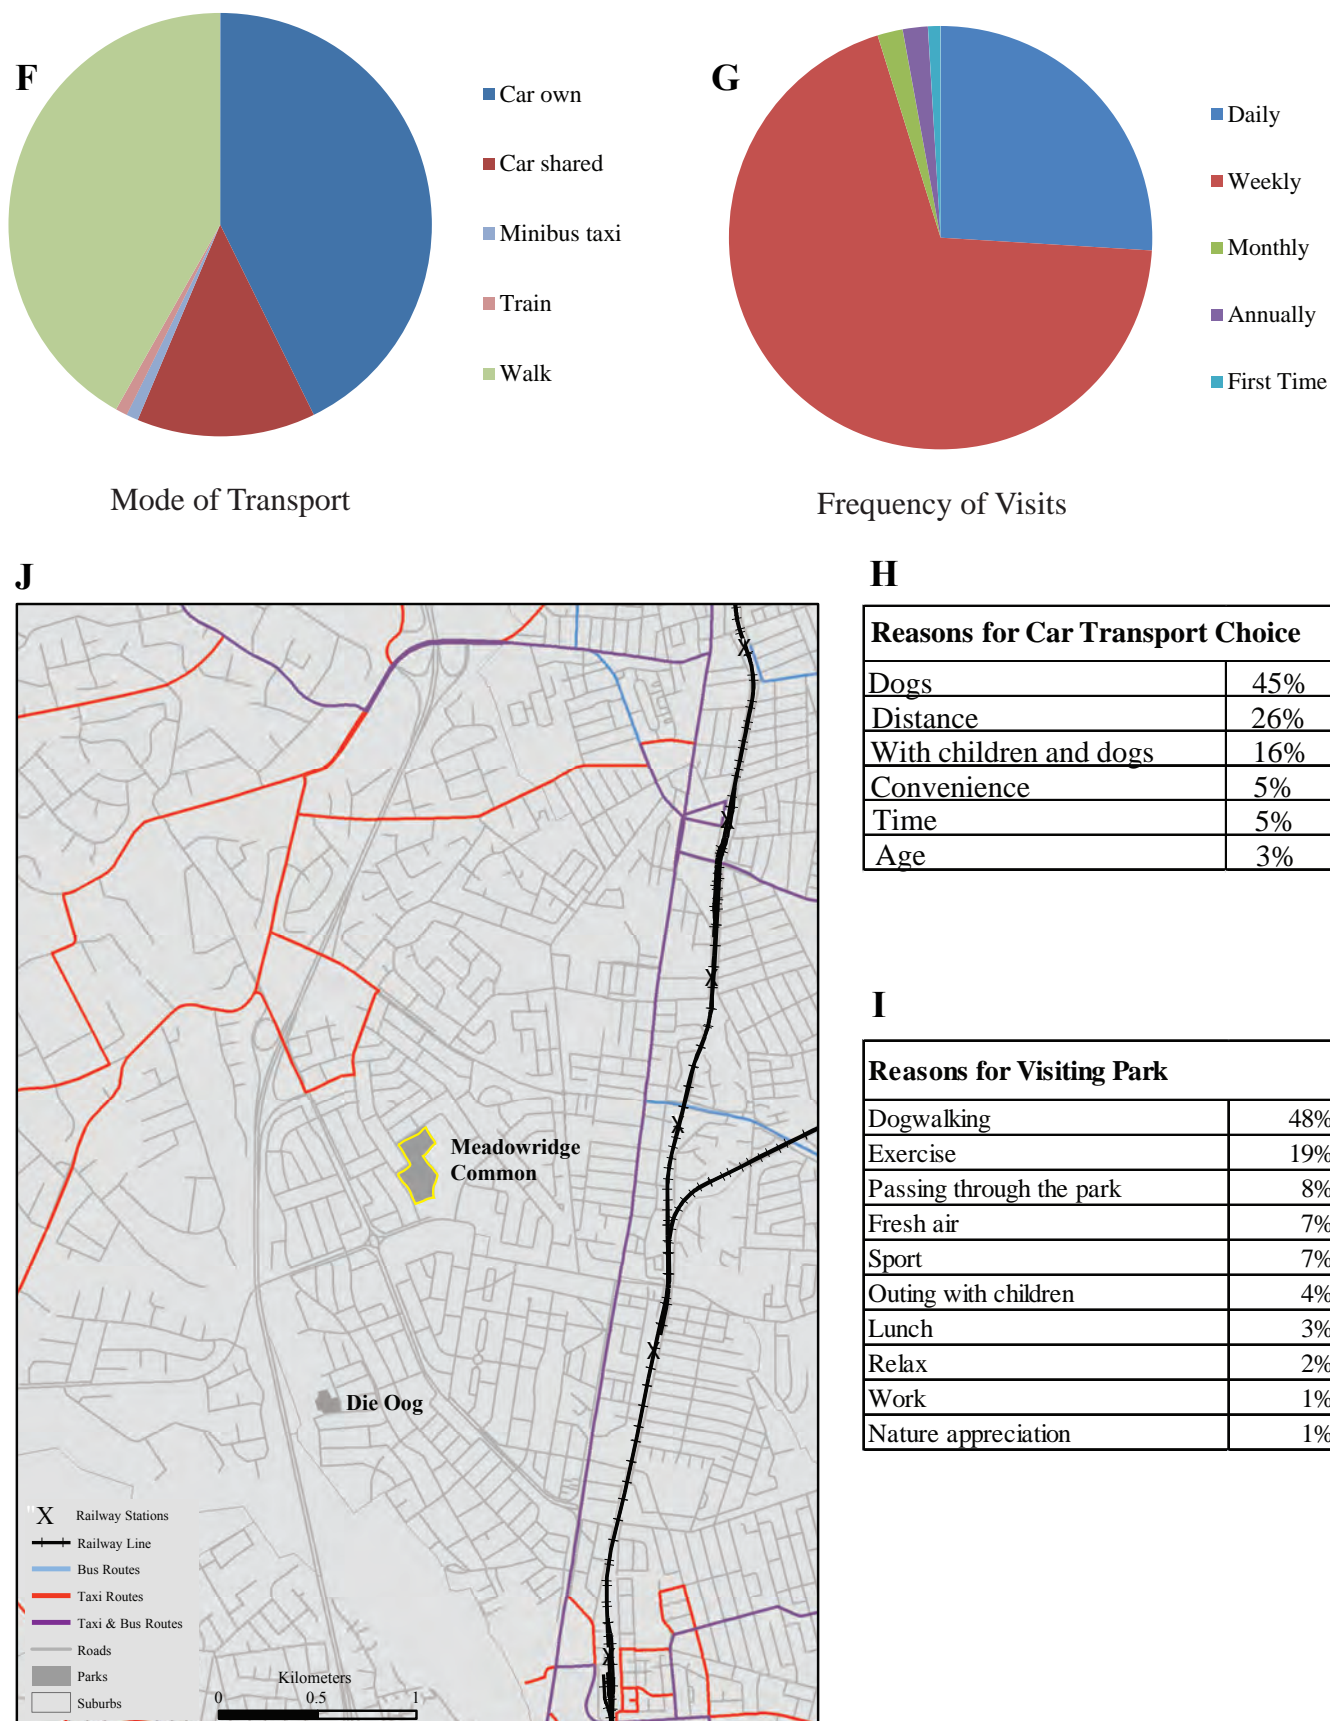 F
Car own
Car shared
Minibus taxi
Train
Walk
Mode of Transport
G
Daily
Weekly
Monthly
Annually
First Time
Frequency of Visits
J
Meadowridge
Common
Die Oog
X Railway Stations
Railway Line
Bus Routes
Taxi Routes
Taxi & Bus Routes
Roads
Parks
Suburbs
Kilometers
0 0.5 1
H
Reasons for Car Transport Choice
Dogs 45%
Distance 26%
With children and dogs 16%
Convenience 5%
Time 5%
Age 3%
I
Reasons for Visiting Park
Dogwalking 48%
Exercise 19%
Passing through the park 8%
Fresh air 7%
Sport 7%
Outing with children 4%
Lunch 3%
Relax 2%
Work 1%
Nature appreciation 1%